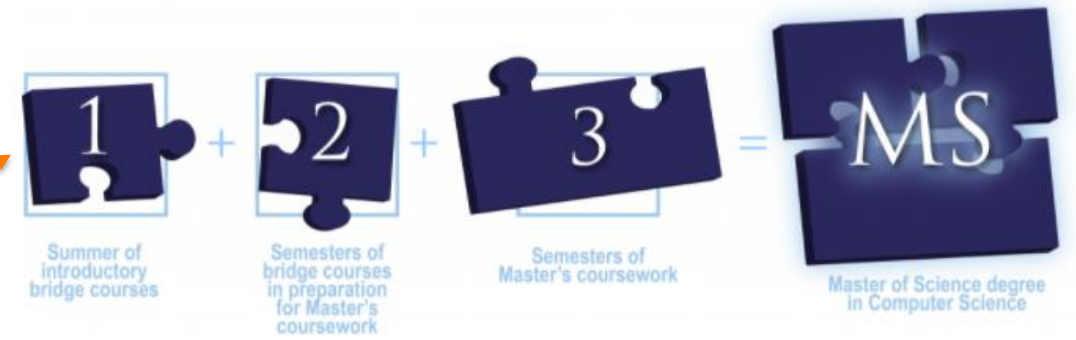 1 + 2 + 3 = MS
Summer of
introductory
bridge courses
Semesters of
bridge courses
in preparation
for Master's
coursework
Semesters of
Master's coursework
Master of Science degree
in Computer Science